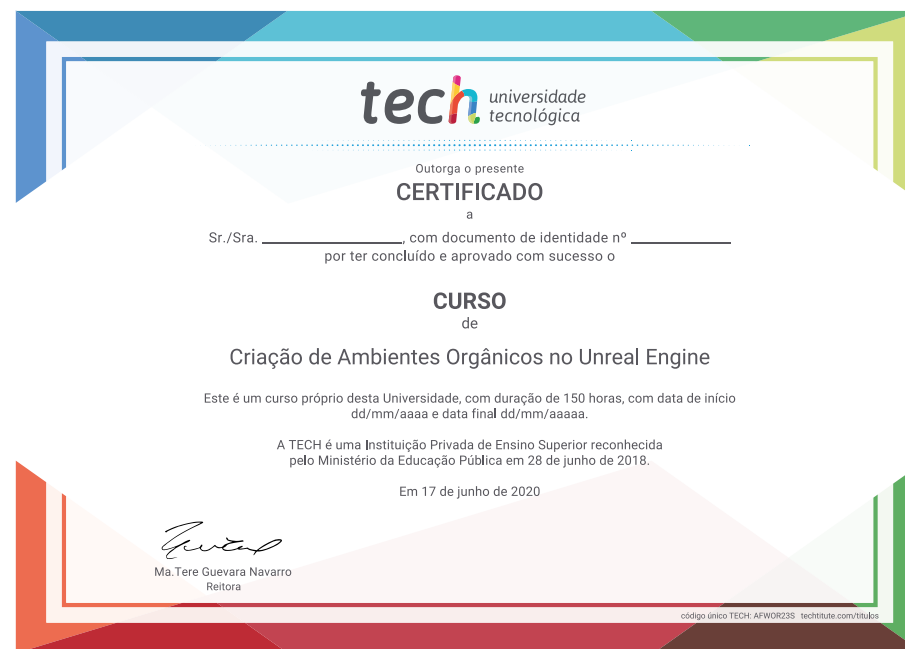 tech universidade
tecnológica
Outorga o presente
CERTIFICADO
a
Sr./Sra. ____________________, com documento de identidade nº ______________
por ter concluído e aprovado com sucesso o
CURSO
de
Criação de Ambientes Orgânicos no Unreal Engine
Este é um curso próprio desta Universidade, com duração de 150 horas, com data de início
dd/mm/aaaa e data final dd/mm/aaaaa.
A TECH é uma Instituição Privada de Ensino Superior reconhecida
pelo Ministério da Educação Pública em 28 de junho de 2018.
Em 17 de junho de 2020
Ma.Tere Guevara Navarro
Reitora
código único TECH: AFWOR23S techtitute.com/titulos